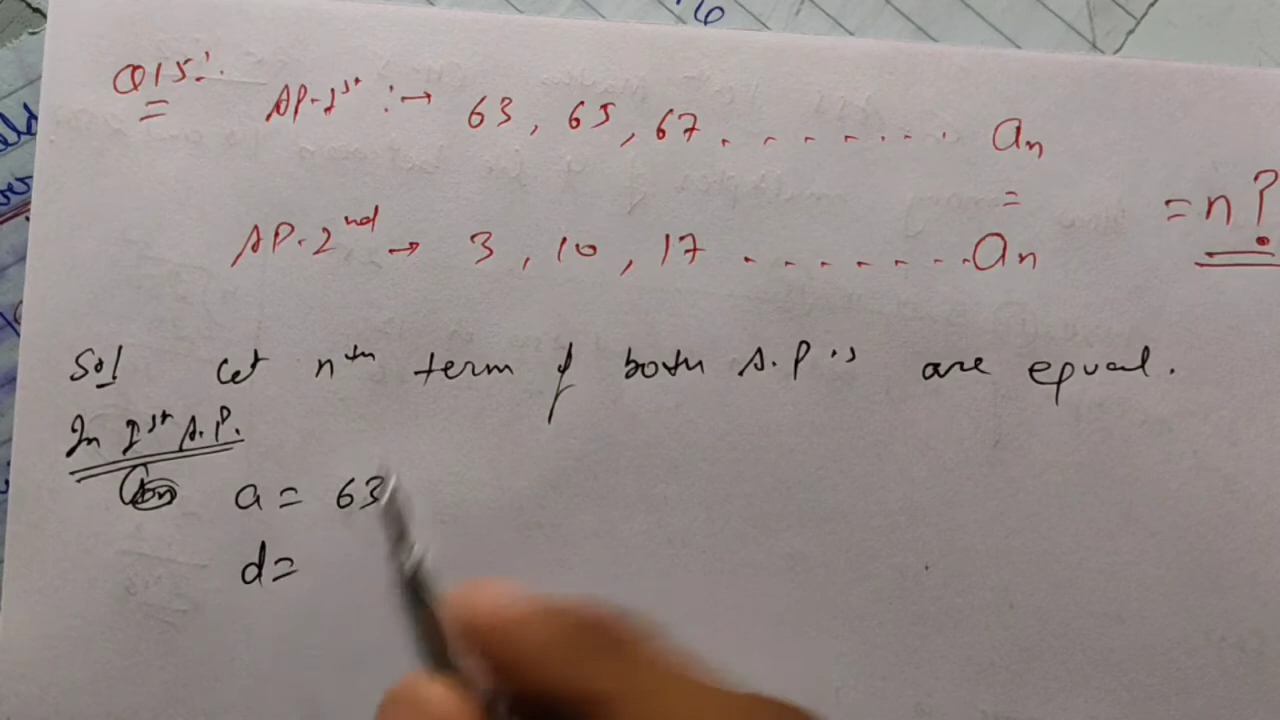 6
Q15:
AP-1st :→ 63, 65, 67 . - - - ... . an
= = n?
AP-2nd → 3, 10, 17 . . . . . . . . an
Sol Let nth term of both A.P's are equal.
In 1st A.P.
a = 63
d =